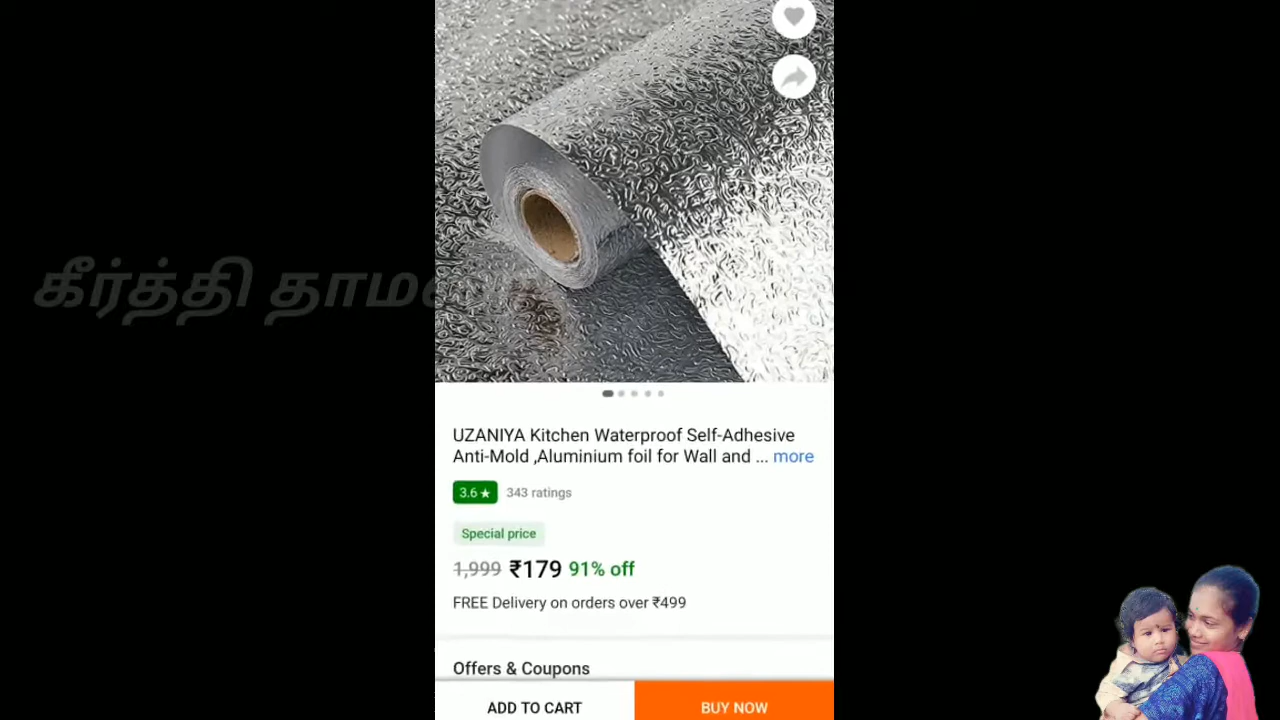 கீர்த்தி
UZANIYA Kitchen Waterproof Self-Adhesive
Anti-Mold ,Aluminium foil for Wall and ... more
3.6★ 343 ratings
Special price
1,999 ₹179 91% off
FREE Delivery on orders over ₹499
Offers & Coupons
ADD TO CART BUY NOW